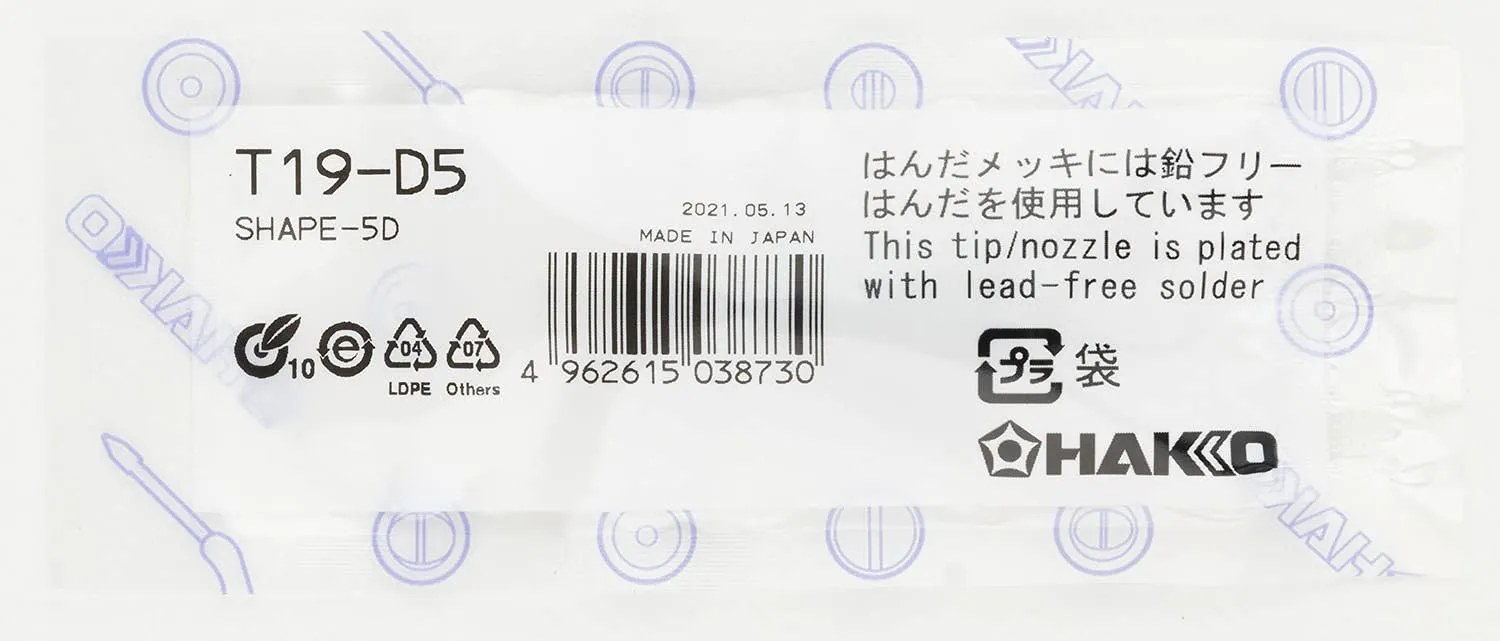 T19-D5
SHAPE-5D
2021.05.13
MADE IN JAPAN
4 962615 038730
10
e
04
07
LDPE Others
はんだメッキには鉛フリー
はんだを使用しています
This tip/nozzle is plated
with lead-free solder
プラ 袋
HAKKO
HAKKO
HAK
HAK